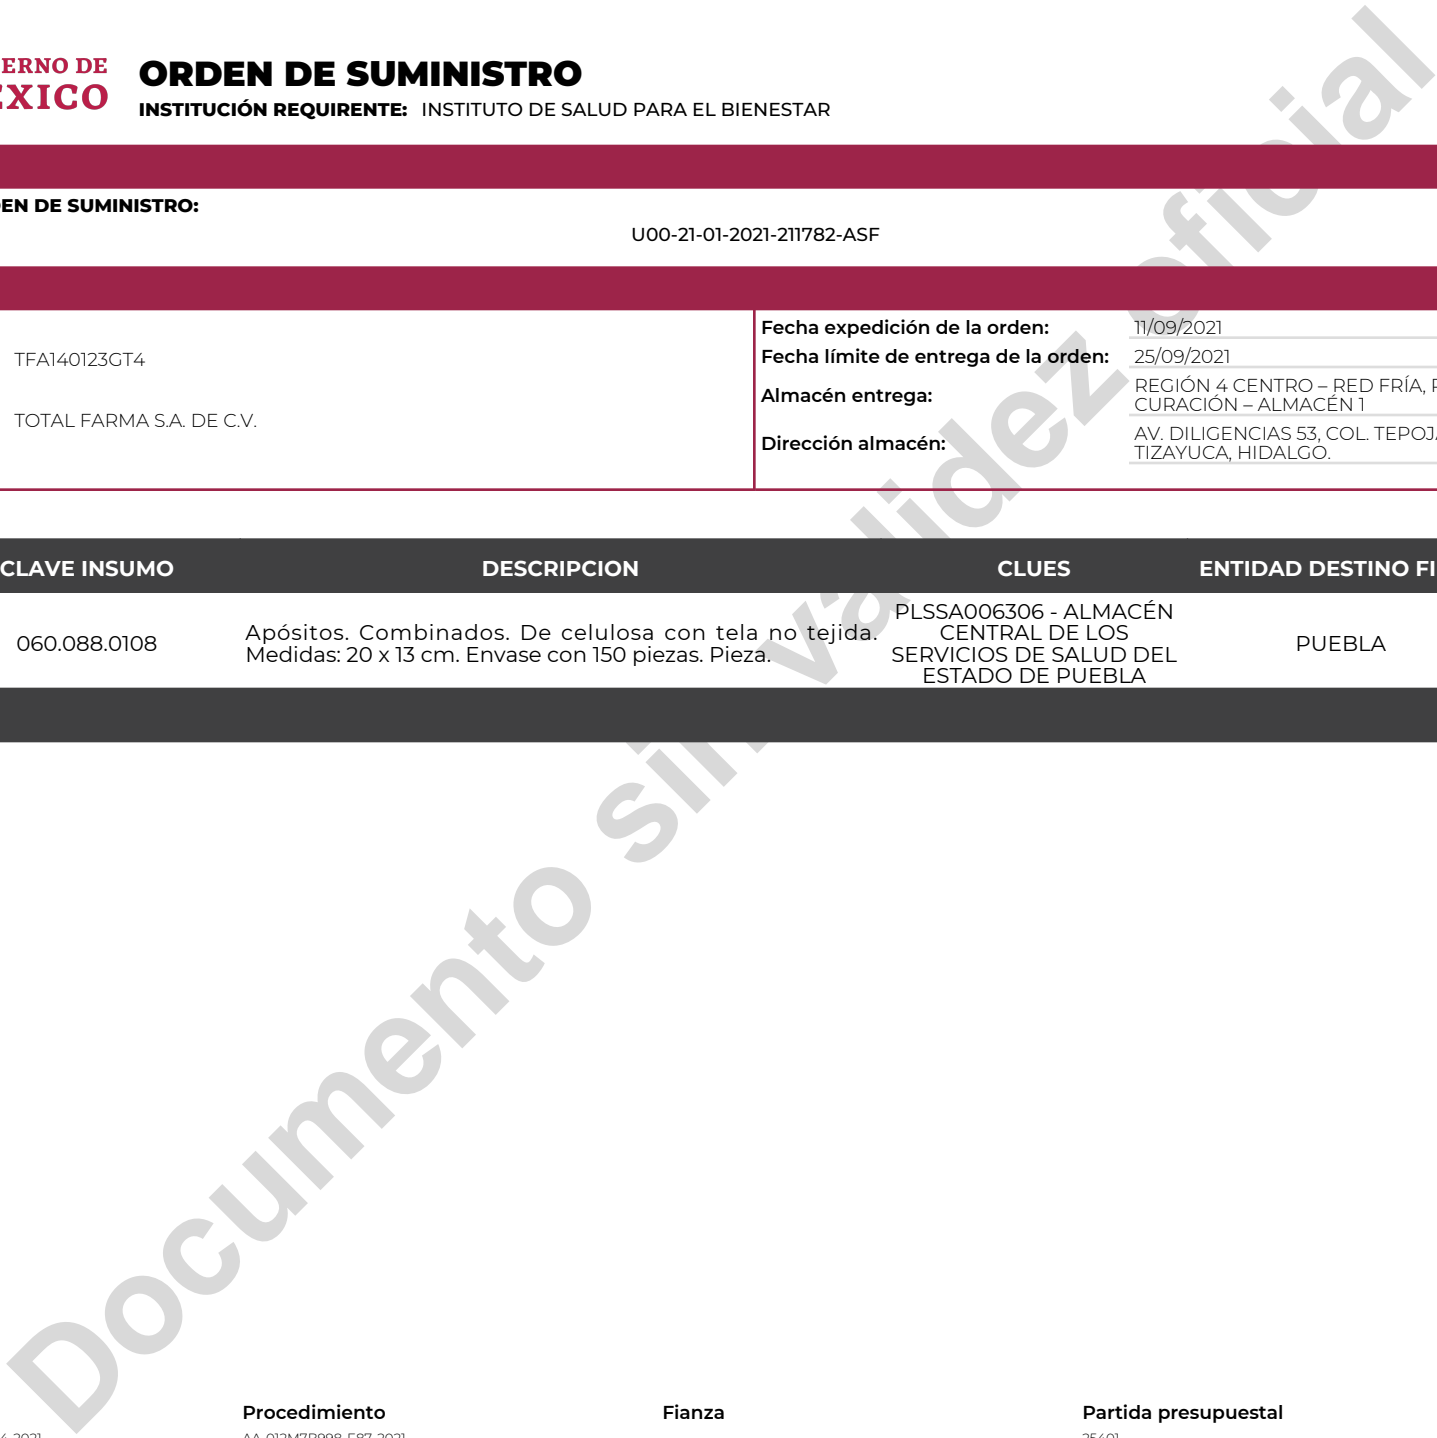 ERNO DE
ORDEN DE SUMINISTRO
EXICO
INSTITUCIÓN REQUIRENTE: INSTITUTO DE SALUD PARA EL BIENESTAR
EN DE SUMINISTRO:
U00-21-01-2021-211782-ASF
Fecha expedición de la orden: 11/09/2021
TFA140123GT4
Fecha límite de entrega de la orden: 25/09/2021
Almacén entrega: REGIÓN 4 CENTRO – RED FRÍA,
CURACIÓN – ALMACÉN 1
TOTAL FARMA S.A. DE C.V.
Dirección almacén: AV. DILIGENCIAS 53, COL. TEPOJ
TIZAYUCA, HIDALGO.
CLAVE INSUMO DESCRIPCION CLUES ENTIDAD DESTINO FI
060.088.0108
Apósitos. Combinados. De celulosa con tela no tejida.
Medidas: 20 x 13 cm. Envase con 150 piezas. Pieza.
PLSSA006306 - ALMACÉN
CENTRAL DE LOS
SERVICIOS DE SALUD DEL
ESTADO DE PUEBLA
PUEBLA
Documento sin validez oficial
Procedimiento Fianza Partida presupuestal